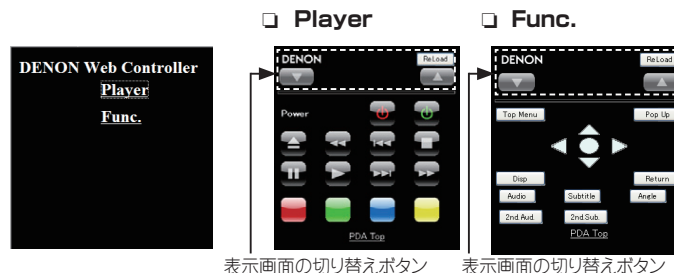 DENON Web Controller
Player
Func.
❏ Player
DENON
ReLoad
Power
PDA Top
表示画面の切り替えボタン
❏ Func.
DENON
ReLoad
Top Menu
Pop Up
Disp
Return
Audio
Subtitle
Angle
2nd.Aud.
2nd.Sub.
PDA Top
表示画面の切り替えボタン